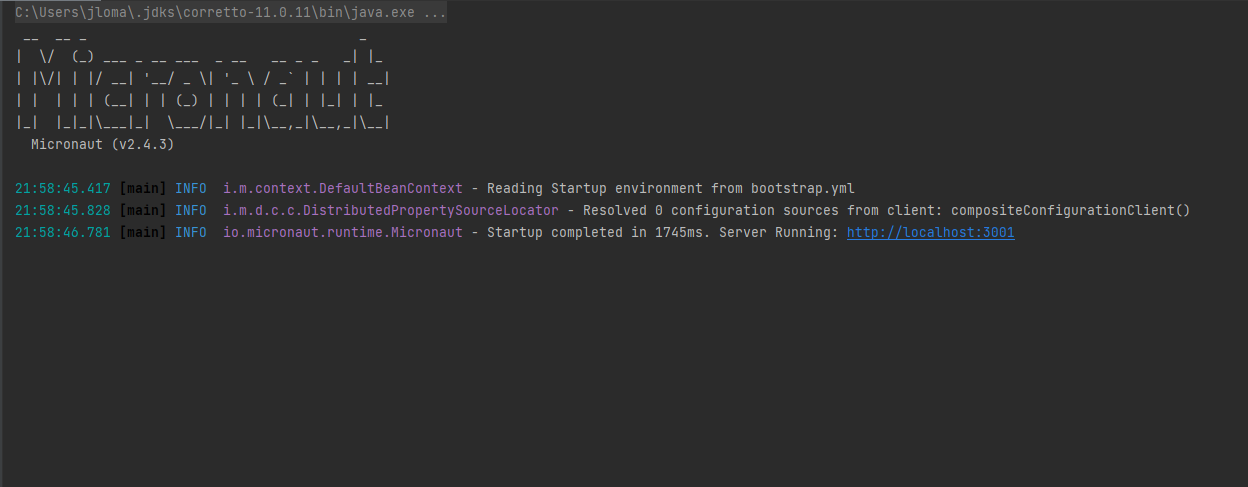 C:\Users\jloma\.jdks\corretto-11.0.11\bin\java.exe ...
 __  __ _                                  _
|  \/  (_) ___ _ __ ___  _ __   __ _ _   _| |_
| |\/| | |/ __| '__/ _ \| '_ \ / _` | | | | __|
| |  | | | (__| | | (_) | | | | (_| | |_| | |_
|_|  |_|_|\___|_|  \___/|_| |_|\__,_|\__,_|\__|
  Micronaut (v2.4.3)
21:58:45.417 [main] INFO  i.m.context.DefaultBeanContext - Reading Startup environment from bootstrap.yml
21:58:45.828 [main] INFO  i.m.d.c.c.DistributedPropertySourceLocator - Resolved 0 configuration sources from client: compositeConfigurationClient()
21:58:46.781 [main] INFO  io.micronaut.runtime.Micronaut - Startup completed in 1745ms. Server Running: http://localhost:3001